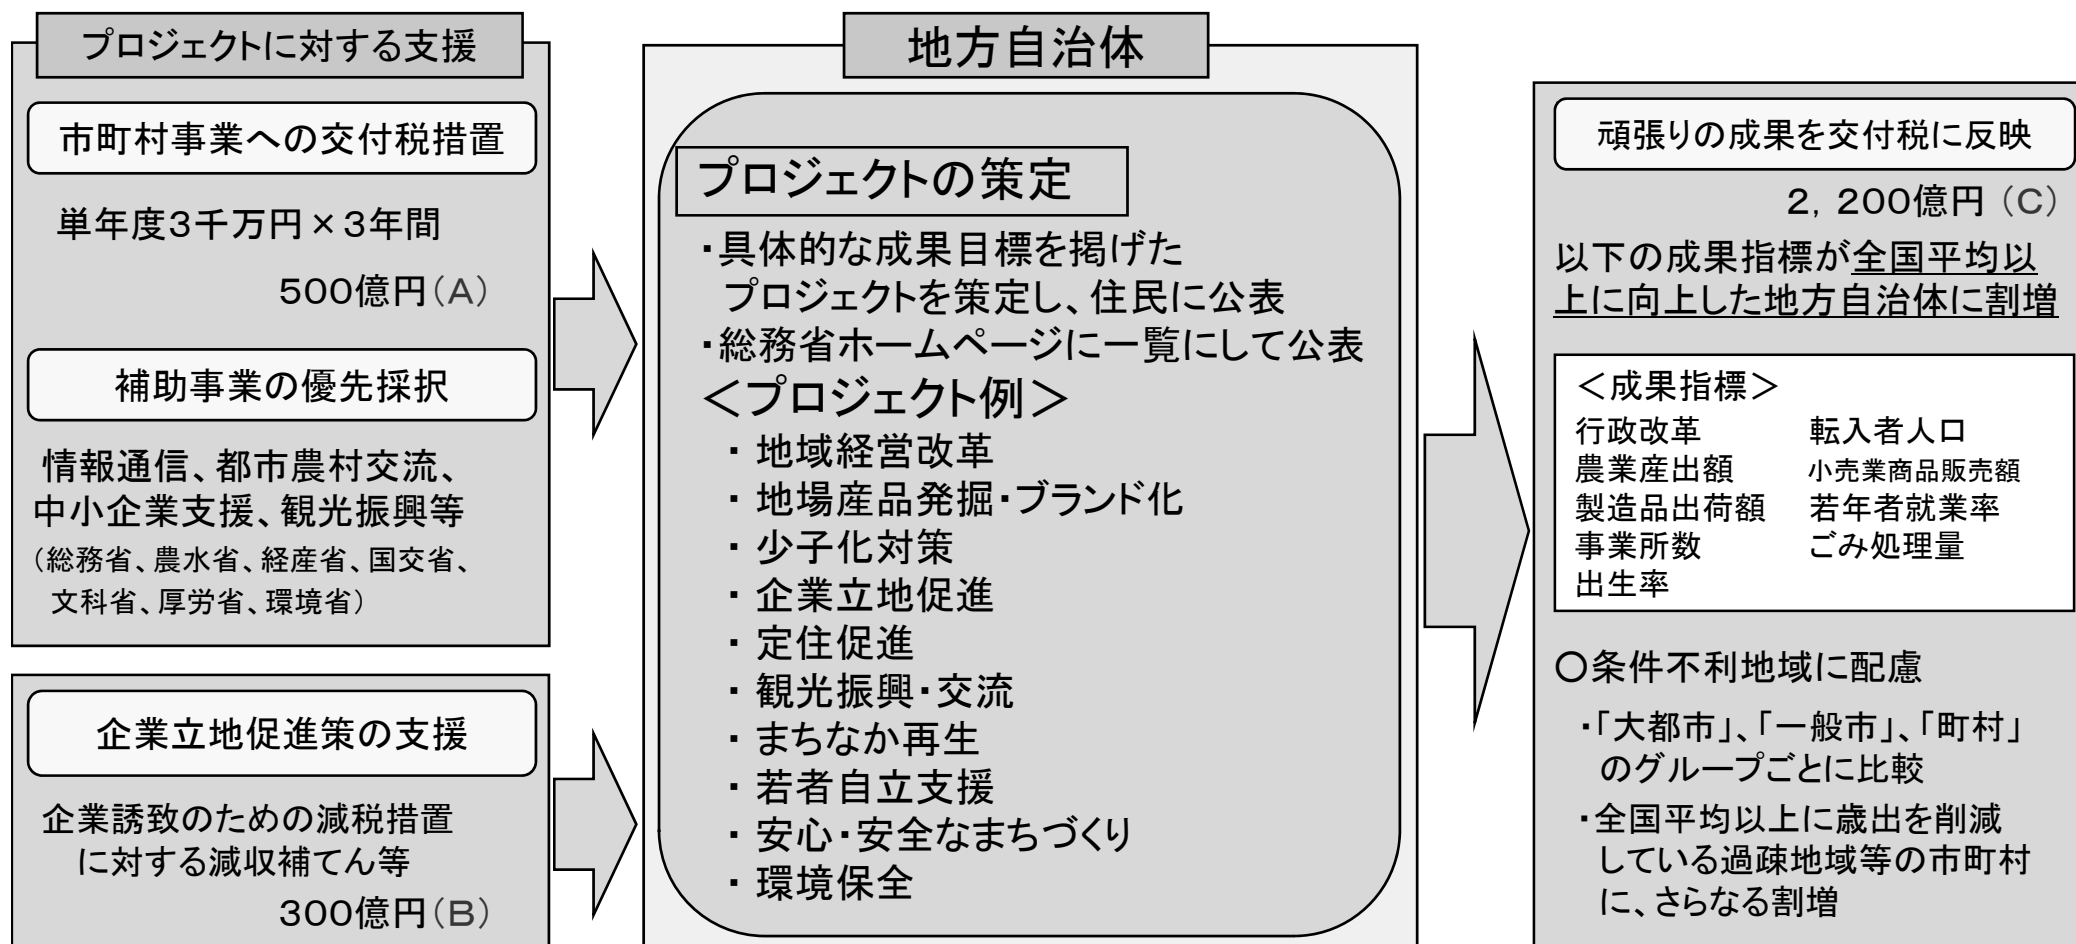 プロジェクトに対する支援
市町村事業への交付税措置
単年度3千万円×3年間
500億円(A)
補助事業の優先採択
情報通信、都市農村交流、
中小企業支援、観光振興等
(総務省、農水省、経産省、国交省、
文科省、厚労省、環境省)
企業立地促進策の支援
企業誘致のための減税措置
に対する減収補てん等
300億円(B)
地方自治体
プロジェクトの策定
・具体的な成果目標を掲げた
プロジェクトを策定し、住民に公表
・総務省ホームページに一覧にして公表
<プロジェクト例>
・地域経営改革
・地場産品発掘・ブランド化
・少子化対策
・企業立地促進
・定住促進
・観光振興・交流
・まちなか再生
・若者自立支援
・安心・安全なまちづくり
・環境保全
頑張りの成果を交付税に反映
2,200億円(C)
以下の成果指標が全国平均以
上に向上した地方自治体に割増
<成果指標>
行政改革 転入者人口
農業産出額 小売業商品販売額
製造品出荷額 若年者就業率
事業所数 ごみ処理量
出生率
○条件不利地域に配慮
・「大都市」、「一般市」、「町村」
のグループごとに比較
・全国平均以上に歳出を削減
している過疎地域等の市町村
に、さらなる割増